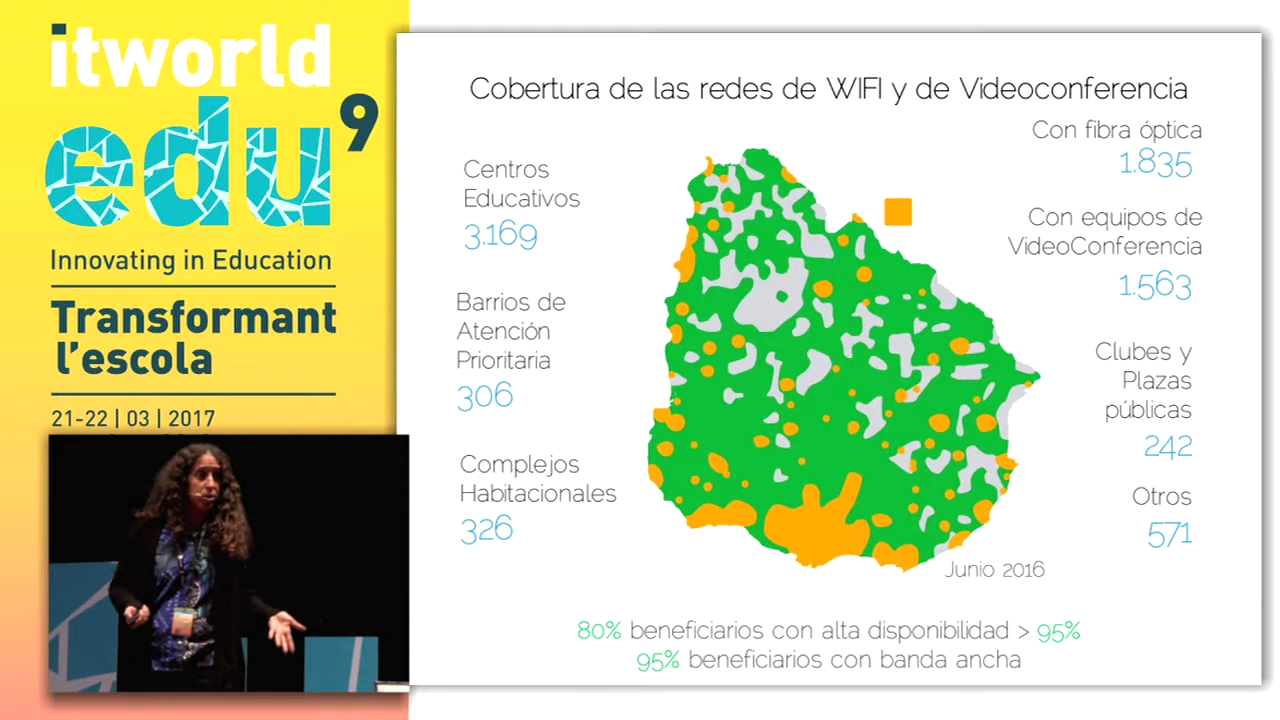 itworld
edu9
Innovating in Education
Transformant
l'escola
21-22 | 03 | 2017
Cobertura de las redes de WIFI y de Videoconferencia
Centros
Educativos
3.169
Barrios de
Atención
Prioritaria
306
Complejos
Habitacionales
326
Con fibra óptica
1.835
Con equipos de
VideoConferencia
1.563
Clubes y
Plazas
públicas
242
Otros
571
Junio 2016
80% beneficiarios con alta disponibilidad > 95%
95% beneficiarios con banda ancha